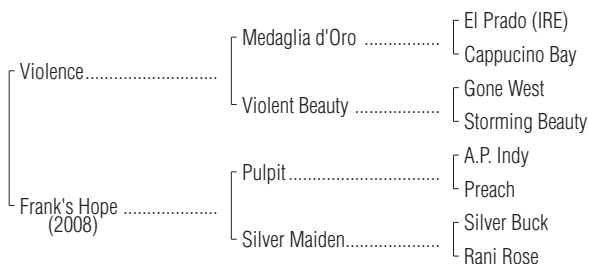 El Prado (IRE)
Medaglia d'Oro ................
Cappucino Bay
Violence............................
Gone West
Violent Beauty ..................
Storming Beauty
A.P. Indy
Pulpit................................
Preach
Frank's Hope ....................
(2008)
Silver Buck
Silver Maiden....................
Rani Rose